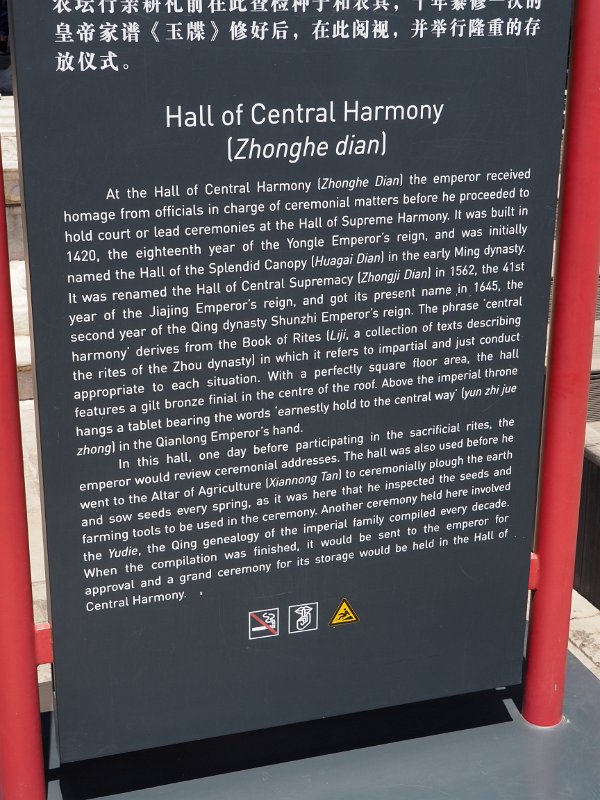 农坛行亲耕礼前在此查检种子和农具，十年纂修一次的
皇帝家谱《玉牒》修好后，在此阅视，并举行隆重的存
放仪式。
Hall of Central Harmony
(Zhonghe dian)
At the Hall of Central Harmony (Zhonghe Dian) the emperor received
homage from officials in charge of ceremonial matters before he proceeded to
hold court or lead ceremonies at the Hall of Supreme Harmony. It was built in
1420, the eighteenth year of the Yongle Emperor's reign, and was initially
named the Hall of the Splendid Canopy (Huagai Dian) in the early Ming dynasty.
It was renamed the Hall of Central Supremacy (Zhongji Dian) in 1562, the 41st
year of the Jiajing Emperor's reign, and got its present name in 1645, the
second year of the Qing dynasty Shunzhi Emperor's reign. The phrase 'central
harmony' derives from the Book of Rites (Liji, a collection of texts describing
the rites of the Zhou dynasty) in which it refers to impartial and just conduct
appropriate to each situation. With a perfectly square floor area, the hall
features a gilt bronze finial in the centre of the roof. Above the imperial throne
hangs a tablet bearing the words 'earnestly hold to the central way' (yun zhi jue
zhong) in the Qianlong Emperor's hand.
In this hall, one day before participating in the sacrificial rites, the
emperor would review ceremonial addresses. The hall was also used before he
went to the Altar of Agriculture (Xiannong Tan) to ceremonially plough the earth
and sow seeds every spring, as it was here that he inspected the seeds and
farming tools to be used in the ceremony. Another ceremony held here involved
the Yudie, the Qing genealogy of the imperial family compiled every decade.
When the compilation was finished, it would be sent to the emperor for
approval and a grand ceremony for its storage would be held in the Hall of
Central Harmony.